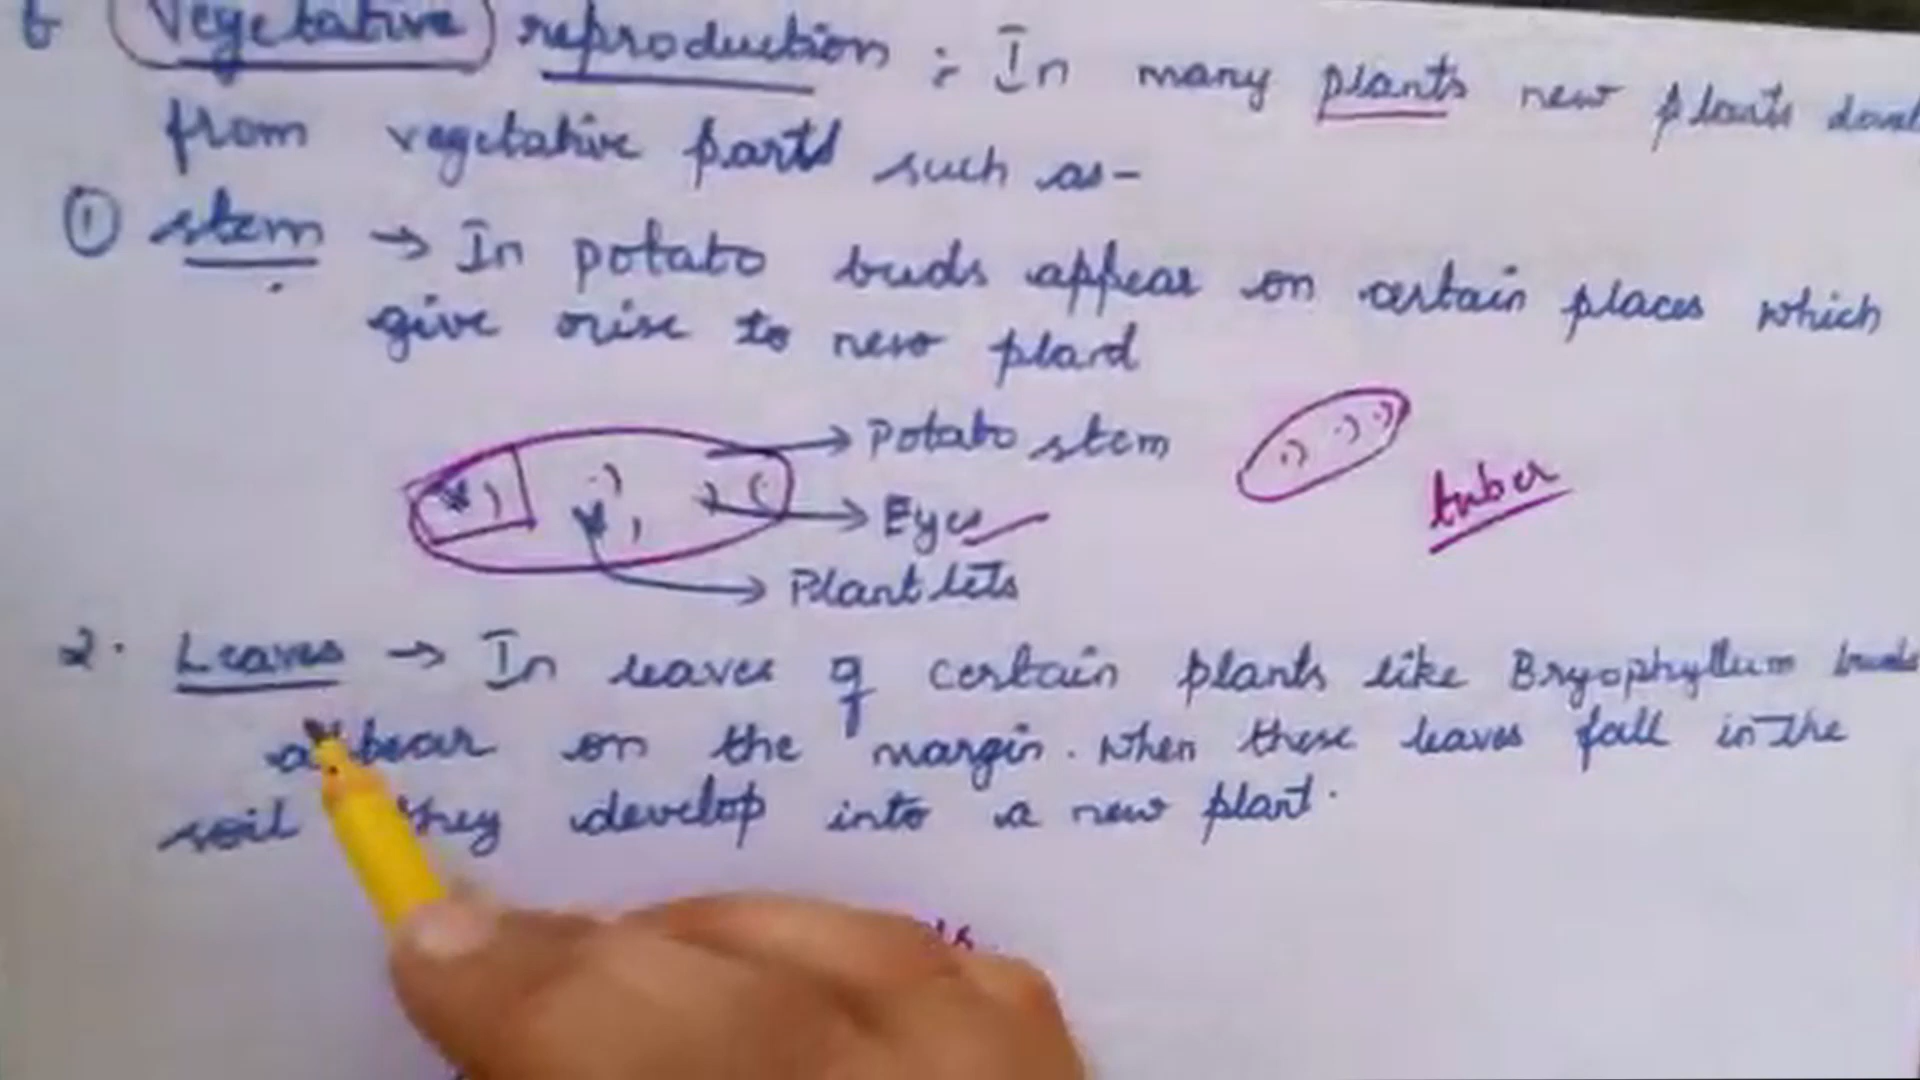 6 Vegetative reproduction : In many plants new plants
from vegetative parts such as-
① stem → In potato buds appear on certain places which
give rise to new plant
Potato stem
Eyes
tuber
Plantlets
2. Leaves → In leaves of certain plants like Bryophyllum buds
appear on the margin. When these leaves fall in the
soil they develop into a new plant.